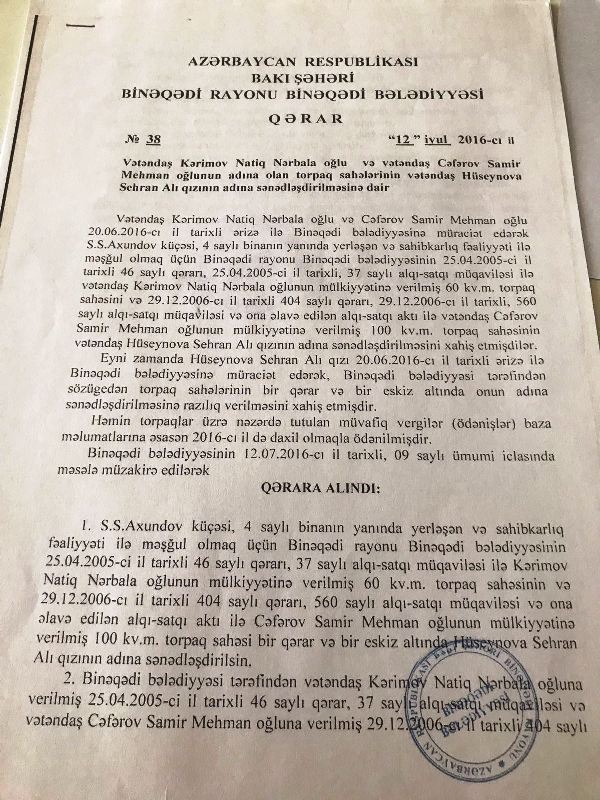 AZƏRBAYCAN RESPUBLİKASI
BAKI ŞƏHƏRİ
BİNƏQƏDİ RAYONU BİNƏQƏDİ BƏLƏDİYYƏSİ
QƏRAR
№ 38 “12” iyul 2016-cı il
Vətəndaş Kərimov Natiq Nərbala oğlu və vətəndaş Cəfərov Samir
Mehman oğlunun adına olan torpaq sahələrinin vətəndaş Hüseynova
Sehran Alı qızının adına sənədləşdirilməsinə dair
Vətəndaş Kərimov Natiq Nərbala oğlu və Cəfərov Samir Mehman oğlu
20.06.2016-cı il tarixli ərizə ilə Binəqədi bələdiyyəsinə müraciət edərək
S.S.Axundov küçəsi, 4 saylı binanın yanında yerləşən və sahibkarlıq fəaliyyəti ilə
məşğul olmaq üçün Binəqədi rayonu Binəqədi bələdiyyəsinin 25.04.2005-ci il
tarixli 46 saylı qərarı, 25.04.2005-ci il tarixli, 37 saylı alqı-satqı müqaviləsi ilə
vətəndaş Kərimov Natiq Nərbala oğlunun mülkiyyətinə verilmiş 60 kv.m. torpaq
sahəsini və 29.12.2006-cı il tarixli 404 saylı qərarı, 29.12.2006-cı il tarixli, 560
saylı alqı-satqı müqaviləsi və ona əlavə edilən alqı-satqı aktı ilə vətəndaş Cəfərov
Samir Mehman oğlunun mülkiyyətinə verilmiş 100 kv.m. torpaq sahəsinin
vətəndaş Hüseynova Sehran Alı qizının adına sənədləşdirilməsini xahiş etmişdilər.
Eyni zamanda Hüseynova Sehran Alı qızı 20.06.2016-cı il tarixli ərizə ilə
Binəqədi bələdiyyəsinə müraciət edərək, Binəqədi bələdiyyəsi tərəfindən
sözügedən torpaq sahələrinin bir qərar və bir eskiz altında onun adına
sənədləşdirilməsinə razılıq verilməsini xahiş etmişdir.
Həmin torpaqlar üzrə nəzərdə tutulan müvafiq vergilər (ödənişlər) baza
məlumatlarına əsasən 2016-cı il də daxil olmaqla ödənilmişdir.
Binəqədi bələdiyyəsinin 12.07.2016-cı il tarixli, 09 saylı ümumi iclasında
məsələ müzakirə edilərək
QƏRARA ALINDI:
1. S.S.Axundov küçəsi, 4 saylı binanın yanında yerləşən və sahibkarlıq
fəaliyyəti ilə məşğul olmaq üçün Binəqədi rayonu Binəqədi bələdiyyəsinin
25.04.2005-ci il tarixli 46 saylı qərarı, 37 saylı alqı-satqı müqaviləsi ilə Kərimov
Natiq Nərbala oğlunun mülkiyyətinə verilmiş 60 kv.m. torpaq sahəsinin və
29.12.2006-cı il tarixli 404 saylı qərarı, 560 saylı alqı-satqı müqaviləsi və ona
əlavə edilən alqı-satqı aktı ilə Cəfərov Samir Mehman oğlunun mülkiyyətinə
verilmiş 100 kv.m. torpaq sahəsi bir qərar və bir eskiz altında Hüseynova Sehran
Alı qızının adına sənədləşdirilsin.
2. Binəqədi bələdiyyəsi tərəfindən vətəndaş Kərimov Natiq Nərbala oğluna
verilmiş 25.04.2005-ci il tarixli 46 saylı qərar, 37 saylı alqı-satqı müqaviləsi və
vətəndaş Cəfərov Samir Mehman oğluna verilmiş 29.12.2006-cı il tarixli 404 saylı